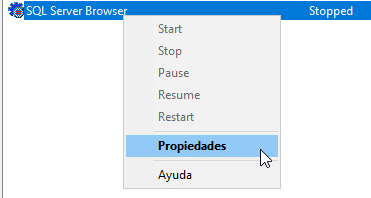 SQL Server Browser Stopped
Start
Stop
Pause
Resume
Restart
Propiedades
Ayuda